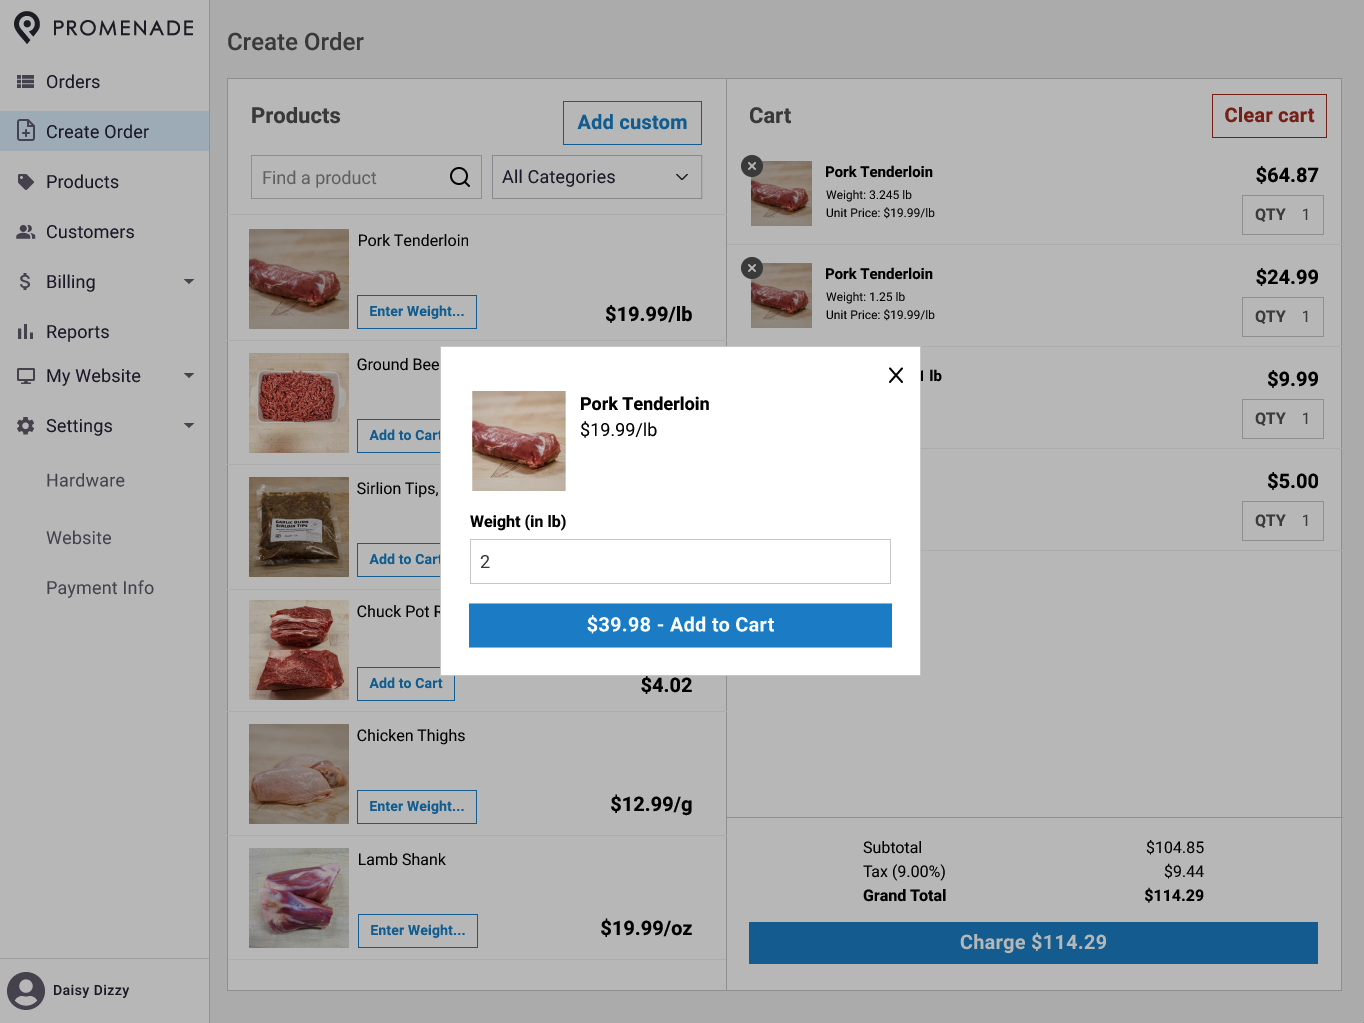 PROMENADE
Orders
Create Order
Products
Customers
Billing
Reports
My Website
Settings
Hardware
Website
Payment Info
Daisy Dizzy
Create Order
Products
Add custom
Find a product
All Categories
Pork Tenderloin
Enter Weight...
$19.99/lb
Ground Bee
Add to Cart
Sirlion Tips,
GARLIC BLEND
SIRLOIN TIPS
Add to Cart
Chuck Pot R
Add to Cart
$4.02
Chicken Thighs
Enter Weight...
$12.99/g
Lamb Shank
Enter Weight...
$19.99/oz
Cart
Clear cart
Pork Tenderloin
Weight: 3.245 lb
Unit Price: $19.99/lb
$64.87
QTY 1
Pork Tenderloin
Weight: 1.25 lb
Unit Price: $19.99/lb
$24.99
QTY 1
1 lb
$9.99
QTY 1
$5.00
QTY 1
Subtotal $104.85
Tax (9.00%) $9.44
Grand Total $114.29
Charge $114.29
Pork Tenderloin
$19.99/lb
Weight (in lb)
2
$39.98 - Add to Cart